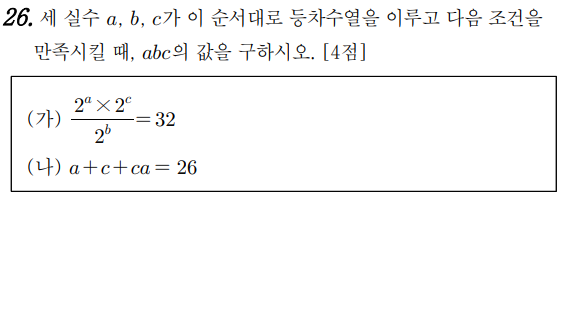 26. 세 실수 a, b, c가 이 순서대로 등차수열을 이루고 다음 조건을
만족시킬 때, abc의 값을 구하시오. [4점]
(가) \frac{2^a × 2^c}{2^b} = 32
(나) a+c+ca = 26